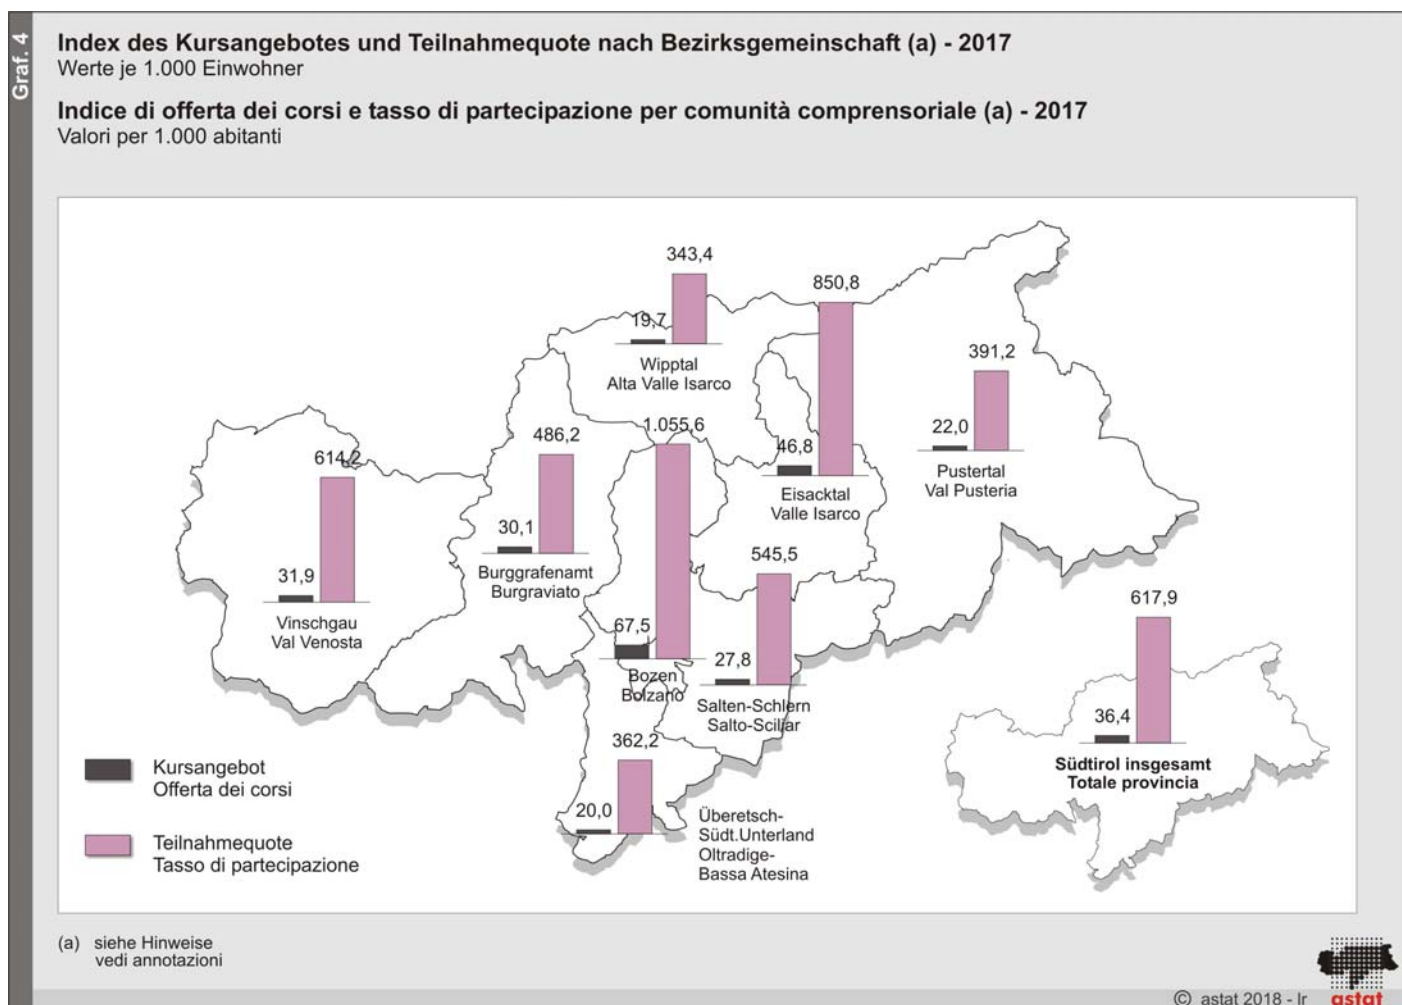 Graf. 4
Index des Kursangebotes und Teilnahmequote nach Bezirksgemeinschaft (a) - 2017
Werte je 1.000 Einwohner
Indice di offerta dei corsi e tasso di partecipazione per comunità comprensoriale (a) - 2017
Valori per 1.000 abitanti
343,4
19,7
Wipptal
Alta Valle Isarco
850,8
46,8
Eisacktal
Valle Isarco
391,2
22,0
Pustertal
Val Pusteria
486,2
30,1
Burggrafenamt
Burgraviato
1.055,6
67,5
Bozen
Bolzano
614,2
31,9
Vinschgau
Val Venosta
545,5
27,8
Salten-Schlern
Salto-Sciliar
362,2
20,0
Überetsch-
Südt.Unterland
Oltradige-
Bassa Atesina
617,9
36,4
Südtirol insgesamt
Totale provincia
Kursangebot
Offerta dei corsi
Teilnahmequote
Tasso di partecipazione
(a) siehe Hinweise
vedi annotazioni
© astat 2018 - lr
astat